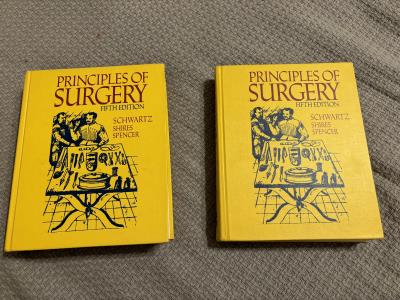 PRINCIPLES OF
SURGERY
FIFTH EDITION
SCHWARTZ
SHIRES
SPENCER
PRINCIPLES OF
SURGERY
FIFTH EDITION
SCHWARTZ
SHIRES
SPENCER